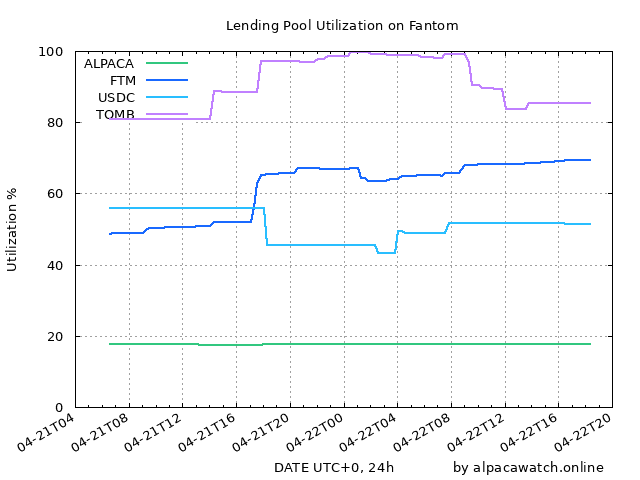 Lending Pool Utilization on Fantom
ALPACA
FTM
USDC
TOMB
100
80
60
40
20
0
Utilization %
04-21T04
04-21T08
04-21T12
04-21T16
04-21T20
04-22T00
04-22T04
04-22T08
04-22T12
04-22T16
04-22T20
DATE UTC+0, 24h
by alpacawatch.online